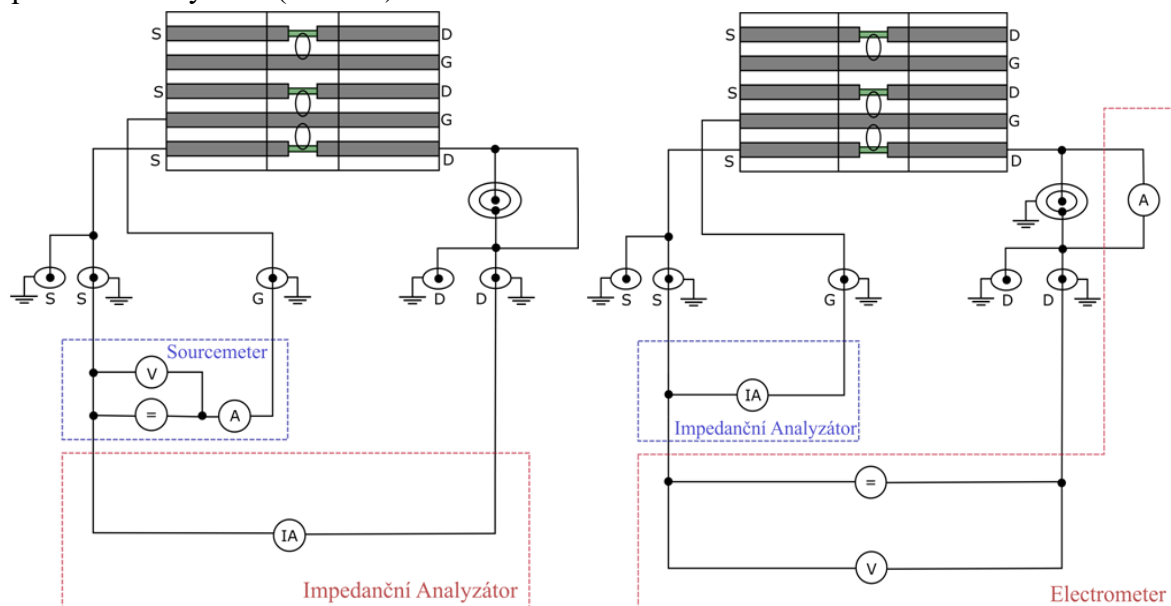 S D
G
S D
G
S D
S S G D D
Sourcemeter
V
= A
IA
Impedanční Analyzátor
S D
G
S D
G
S D
A
S S G D D
IA
Impedanční Analyzátor
=
V
Electrometer